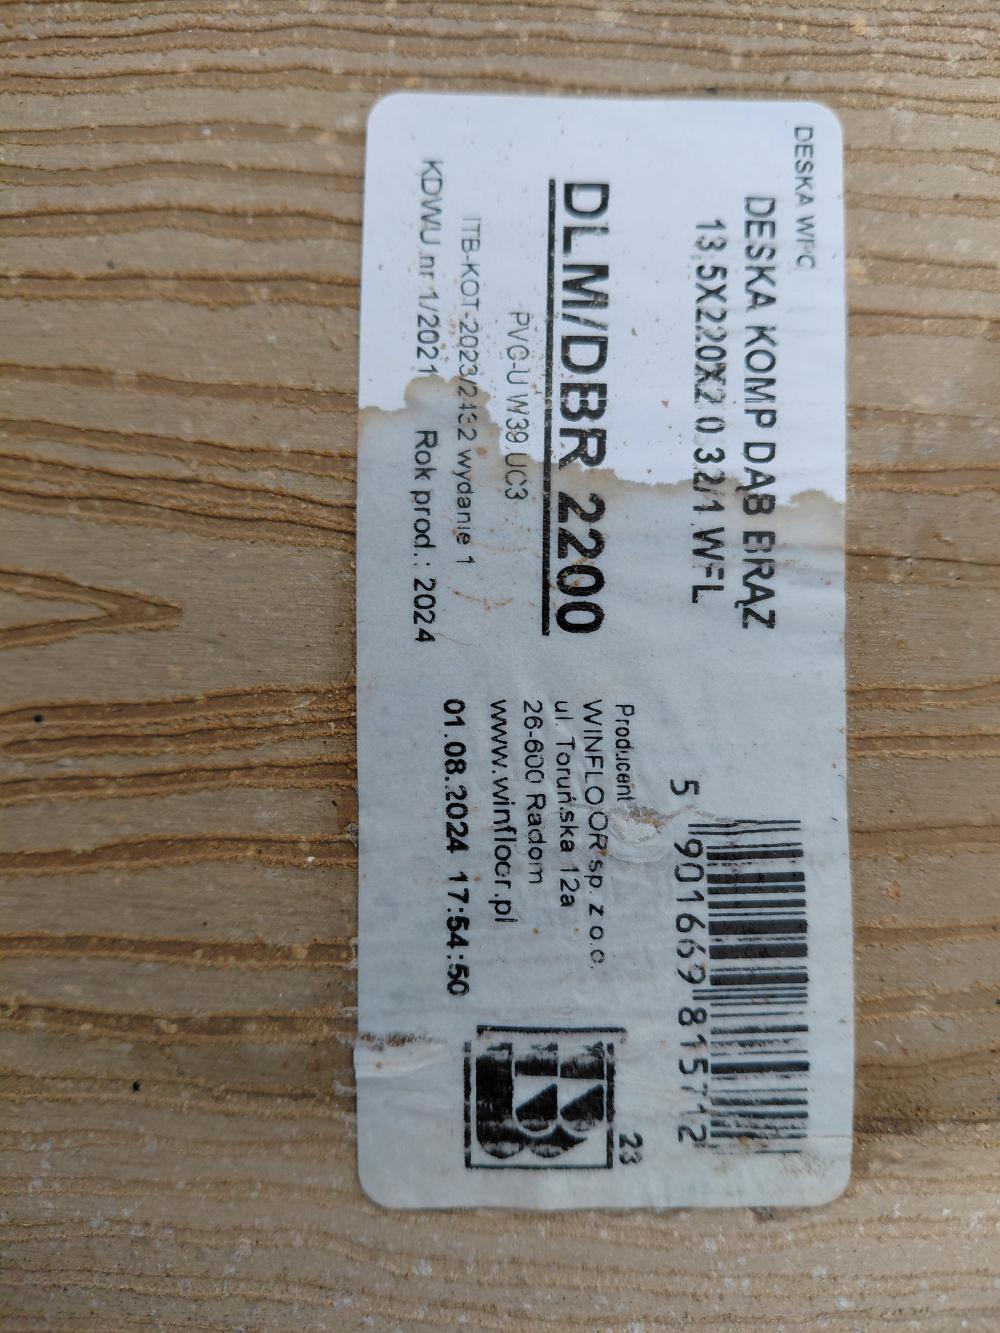 DESKA WPC
DESKA KOMP DĄB BRĄZ
13,5X220X2 0.32/1 WFL
DLM/DBR 2200
PVC-U W39 UC3
ITB-KOT-2023/2432 wydanie 1
KDWU nr 1/2021 Rok prod.: 2024
5 901669 815712
Producent
WINFLOOR sp. z o.o.
ul. Toruńska 12a
26-600 Radom
www.winfloor.pl
01.08.2024 17:54:50
23
B